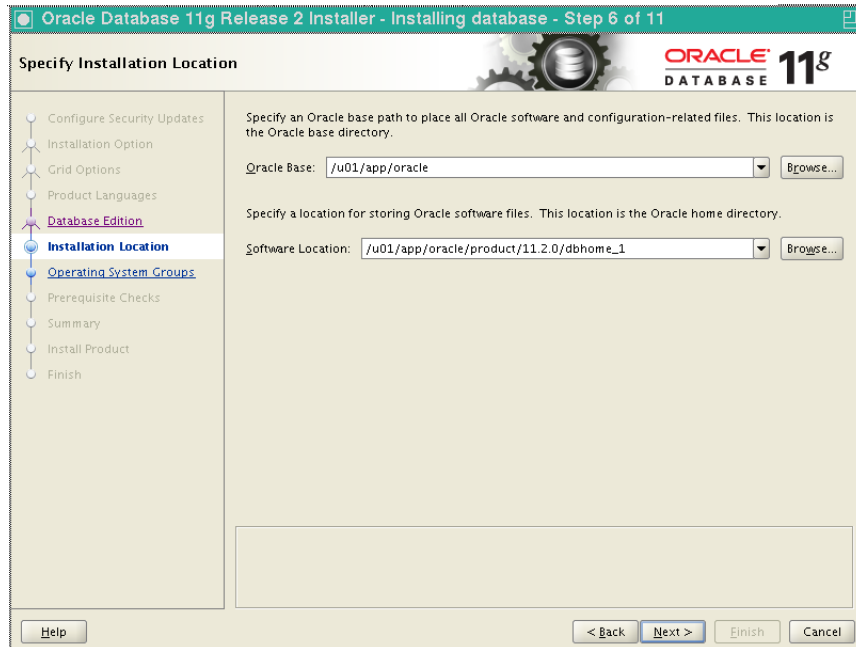 Oracle Database 11g Release 2 Installer - Installing database - Step 6 of 11
Specify Installation Location
ORACLE
DATABASE
11g
Configure Security Updates
Installation Option
Grid Options
Product Languages
Database Edition
Installation Location
Operating System Groups
Prerequisite Checks
Summary
Install Product
Finish
Specify an Oracle base path to place all Oracle software and configuration-related files. This location is
the Oracle base directory.
Oracle Base: /u01/app/oracle Browse...
Specify a location for storing Oracle software files. This location is the Oracle home directory.
Software Location: /u01/app/oracle/product/11.2.0/dbhome_1 Browse...
Help < Back Next > Finish Cancel